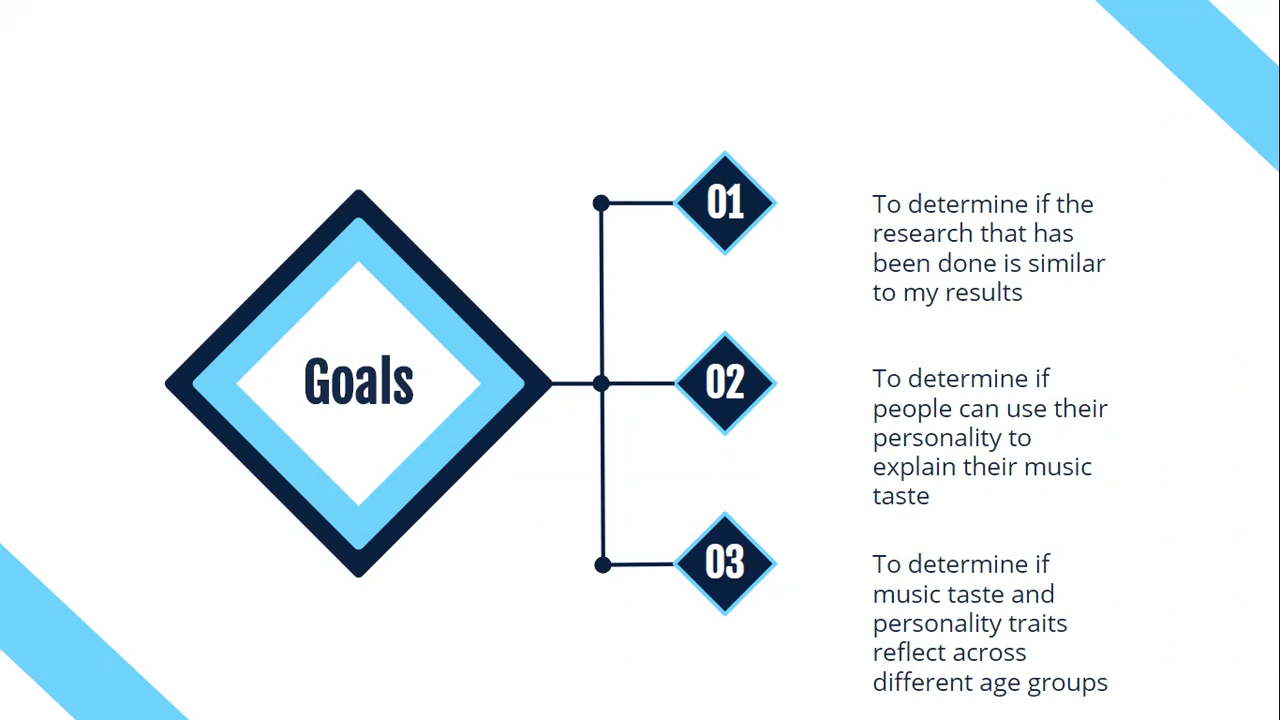 Goals
01
To determine if the
research that has
been done is similar
to my results
02
To determine if
people can use their
personality to
explain their music
taste
03
To determine if
music taste and
personality traits
reflect across
different age groups